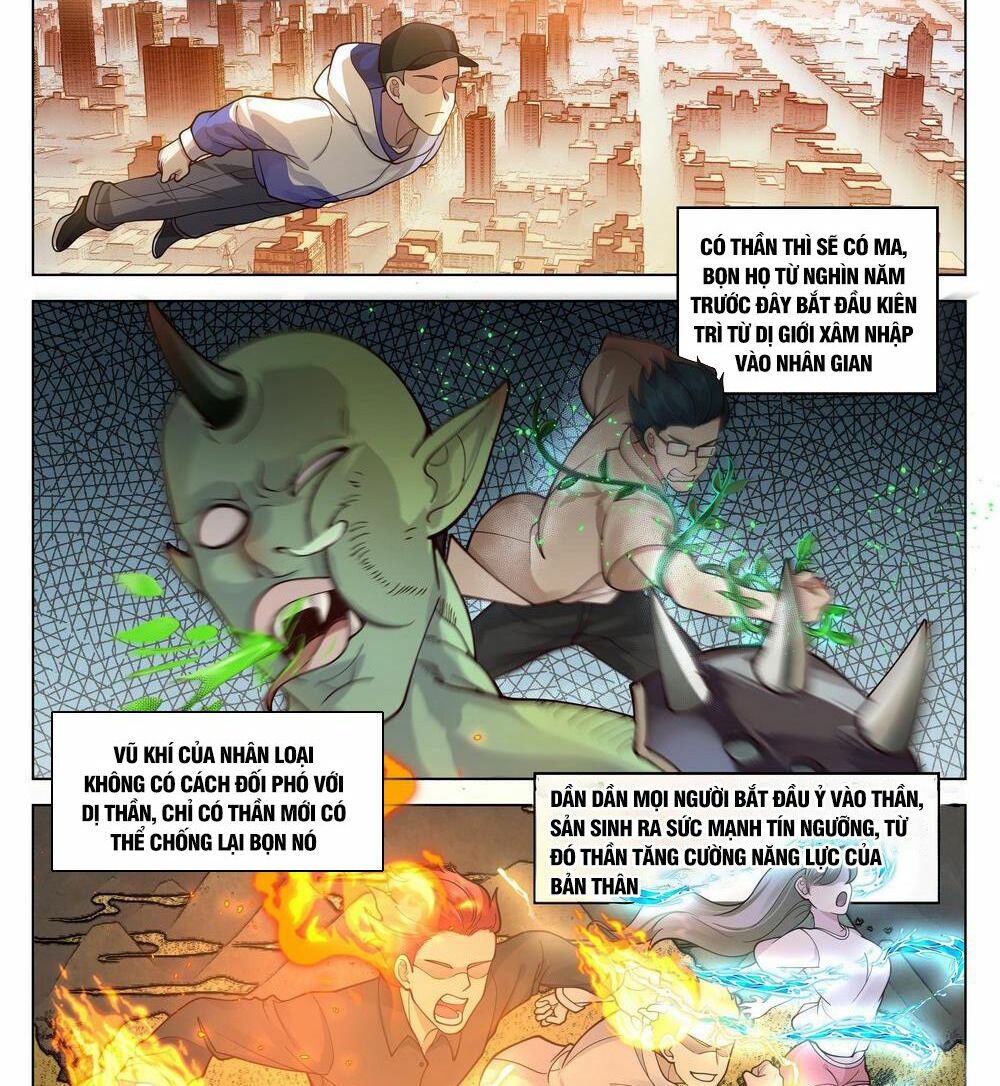 CÓ THẦN THÌ SẼ CÓ MA,
BỌN HỌ TỪ NGHÌN NĂM
TRƯỚC ĐÂY BẮT ĐẦU KIÊN
TRÌ TỪ DỊ GIỚI XÂM NHẬP
VÀO NHÂN GIAN
VŨ KHÍ CỦA NHÂN LOẠI
KHÔNG CÓ CÁCH ĐỐI PHÓ VỚI
DỊ THẦN, CHỈ CÓ THẦN MỚI CÓ
THỂ CHỐNG LẠI BỌN NÓ
DẦN DẦN MỌI NGƯỜI BẮT ĐẦU Ỷ VÀO THẦN,
SẢN SINH RA SỨC MẠNH TÍN NGƯỠNG, TỪ
ĐÓ THẦN TĂNG CƯỜNG NĂNG LỰC CỦA
BẢN THÂN